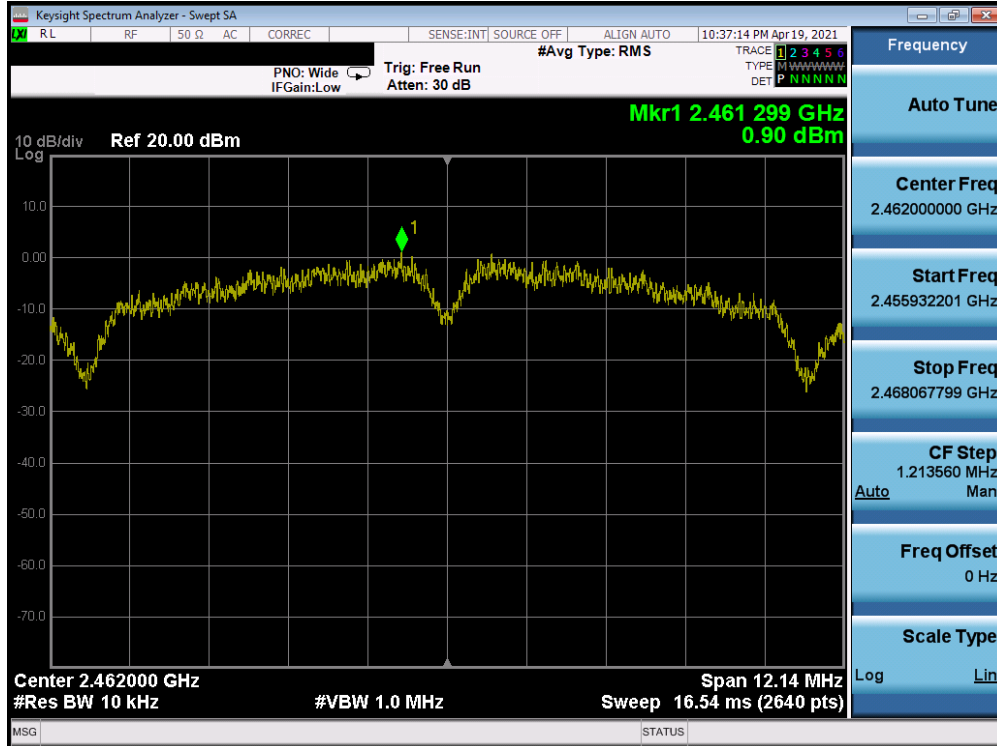 Keysight Spectrum Analyzer - Swept SA
LXI RL RF 50 Ω AC CORREC SENSE:INT SOURCE OFF ALIGN AUTO 10:37:14 PM Apr 19, 2021
#Avg Type: RMS
TRACE 1 2 3 4 5 6
PNO: Wide
IFGain:Low
Trig: Free Run
Atten: 30 dB
TYPE M WWWWW
DET P N N N N N
Mkr1 2.461 299 GHz
0.90 dBm
10 dB/div
Log
Ref 20.00 dBm
1
10.0
0.00
-10.0
-20.0
-30.0
-40.0
-50.0
-60.0
-70.0
Center 2.462000 GHz
Span 12.14 MHz
#Res BW 10 kHz
#VBW 1.0 MHz
Sweep 16.54 ms (2640 pts)
MSG
STATUS
Frequency
Auto Tune
Center Freq
2.462000000 GHz
Start Freq
2.455932201 GHz
Stop Freq
2.468067799 GHz
CF Step
1.213560 MHz
Auto Man
Freq Offset
0 Hz
Scale Type
Log Lin